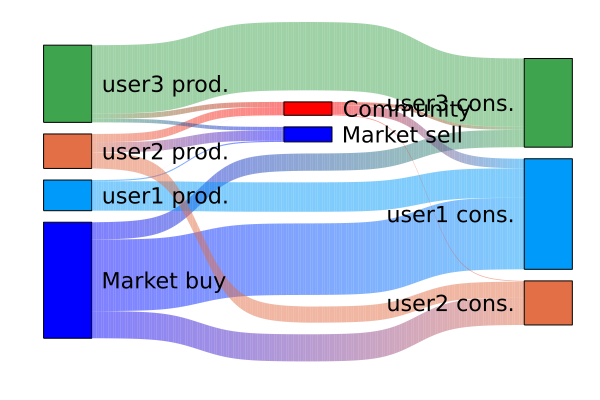 user3 prod.
user3 cons.
Community
Market sell
user2 prod.
user1 prod.
user1 cons.
Market buy
user2 cons.